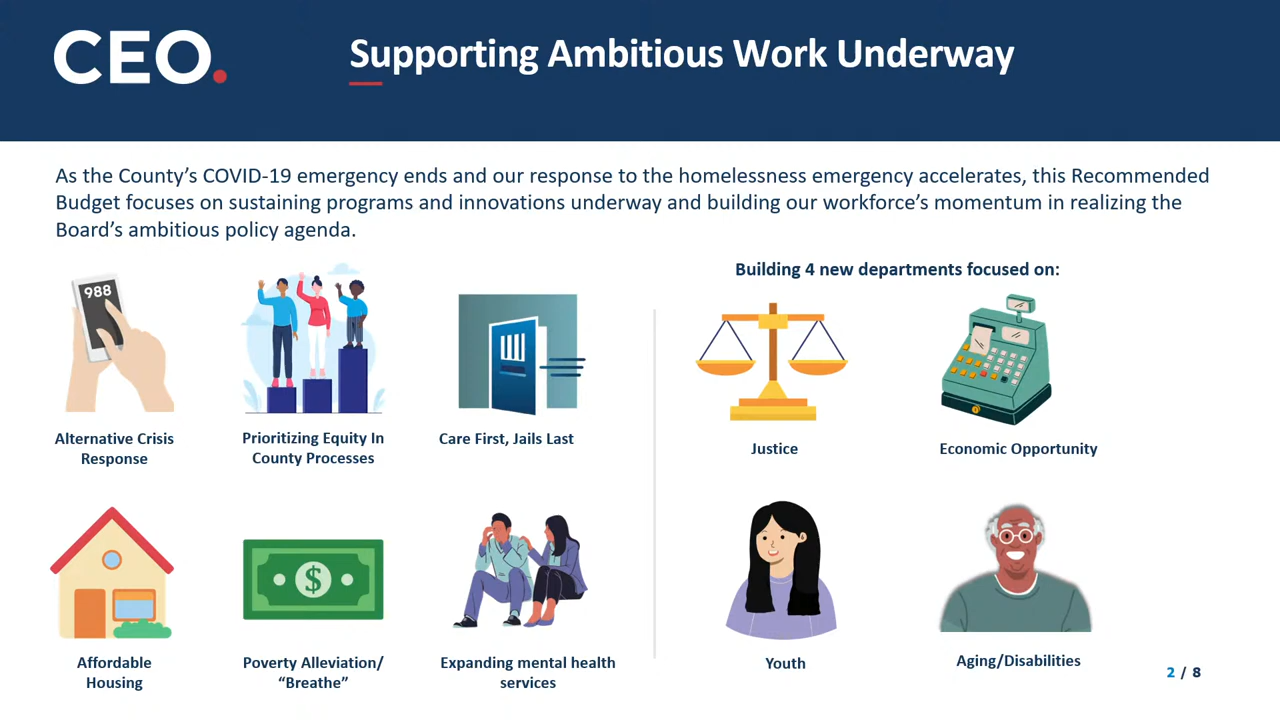 CEO.
Supporting Ambitious Work Underway
As the County’s COVID-19 emergency ends and our response to the homelessness emergency accelerates, this Recommended
Budget focuses on sustaining programs and innovations underway and building our workforce’s momentum in realizing the
Board’s ambitious policy agenda.
988
Alternative Crisis
Response
Prioritizing Equity In
County Processes
Care First, Jails Last
Affordable
Housing
$
Poverty Alleviation/
“Breathe”
Expanding mental health
services
Building 4 new departments focused on:
Justice
Economic Opportunity
Youth
Aging/Disabilities
2 / 8